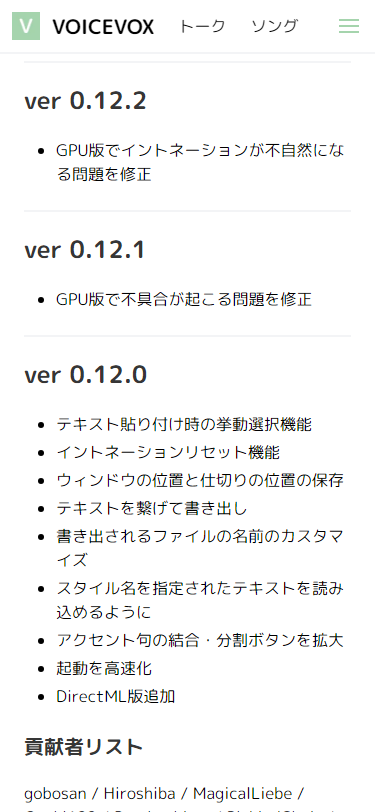 V VOICEVOX トーク ソング
ver 0.12.2
GPU版でイントネーションが不自然にな
る問題を修正
ver 0.12.1
GPU版で不具合が起こる問題を修正
ver 0.12.0
テキスト貼り付け時の挙動選択機能
イントネーションリセット機能
ウィンドウの位置と仕切りの位置の保存
テキストを繋げて書き出し
書き出されるファイルの名前のカスタマ
イズ
スタイル名を指定されたテキストを読み
込めるように
アクセント句の結合・分割ボタンを拡大
起動を高速化
DirectML版追加
貢献者リスト
gobosan / Hiroshiba / MagicalLiebe /